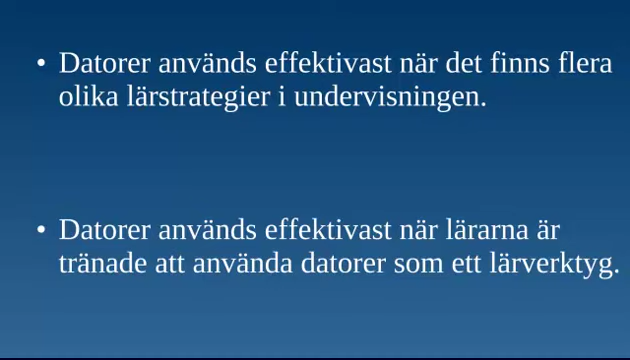 • Datorer används effektivast när det finns flera
olika lärstrategier i undervisningen.
• Datorer används effektivast när lärarna är
tränade att använda datorer som ett lärverktyg.